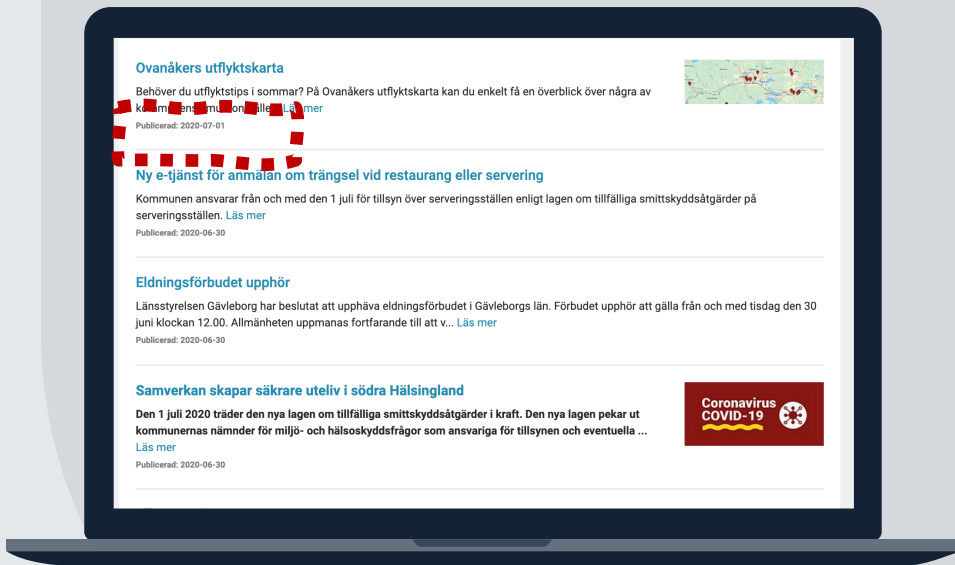 Ovanåkers utflyktskarta
Behöver du utflyktstips i sommar? På Ovanåkers utflyktskarta kan du enkelt få en överblick över några av
Läs mer
Publicerad: 2020-07-01
Ny e-tjänst för anmälan om trängsel vid restaurang eller servering
Kommunen ansvarar från och med den 1 juli för tillsyn över serveringsställen enligt lagen om tillfälliga smittskyddsåtgärder på
serveringsställen. Läs mer
Publicerad: 2020-06-30
Eldningsförbudet upphör
Länsstyrelsen Gävleborg har beslutat att upphäva eldningsförbudet i Gävleborgs län. Förbudet upphör att gälla från och med tisdag den 30
juni klockan 12.00. Allmänheten uppmanas fortfarande till att v... Läs mer
Publicerad: 2020-06-30
Samverkan skapar säkrare uteliv i södra Hälsingland
Den 1 juli 2020 träder den nya lagen om tillfälliga smittskyddsåtgärder i kraft. Den nya lagen pekar ut
kommunernas nämnder för miljö- och hälsoskyddsfrågor som ansvariga för tillsynen och eventuella ...
Läs mer
Publicerad: 2020-06-30
Coronavirus
COVID-19